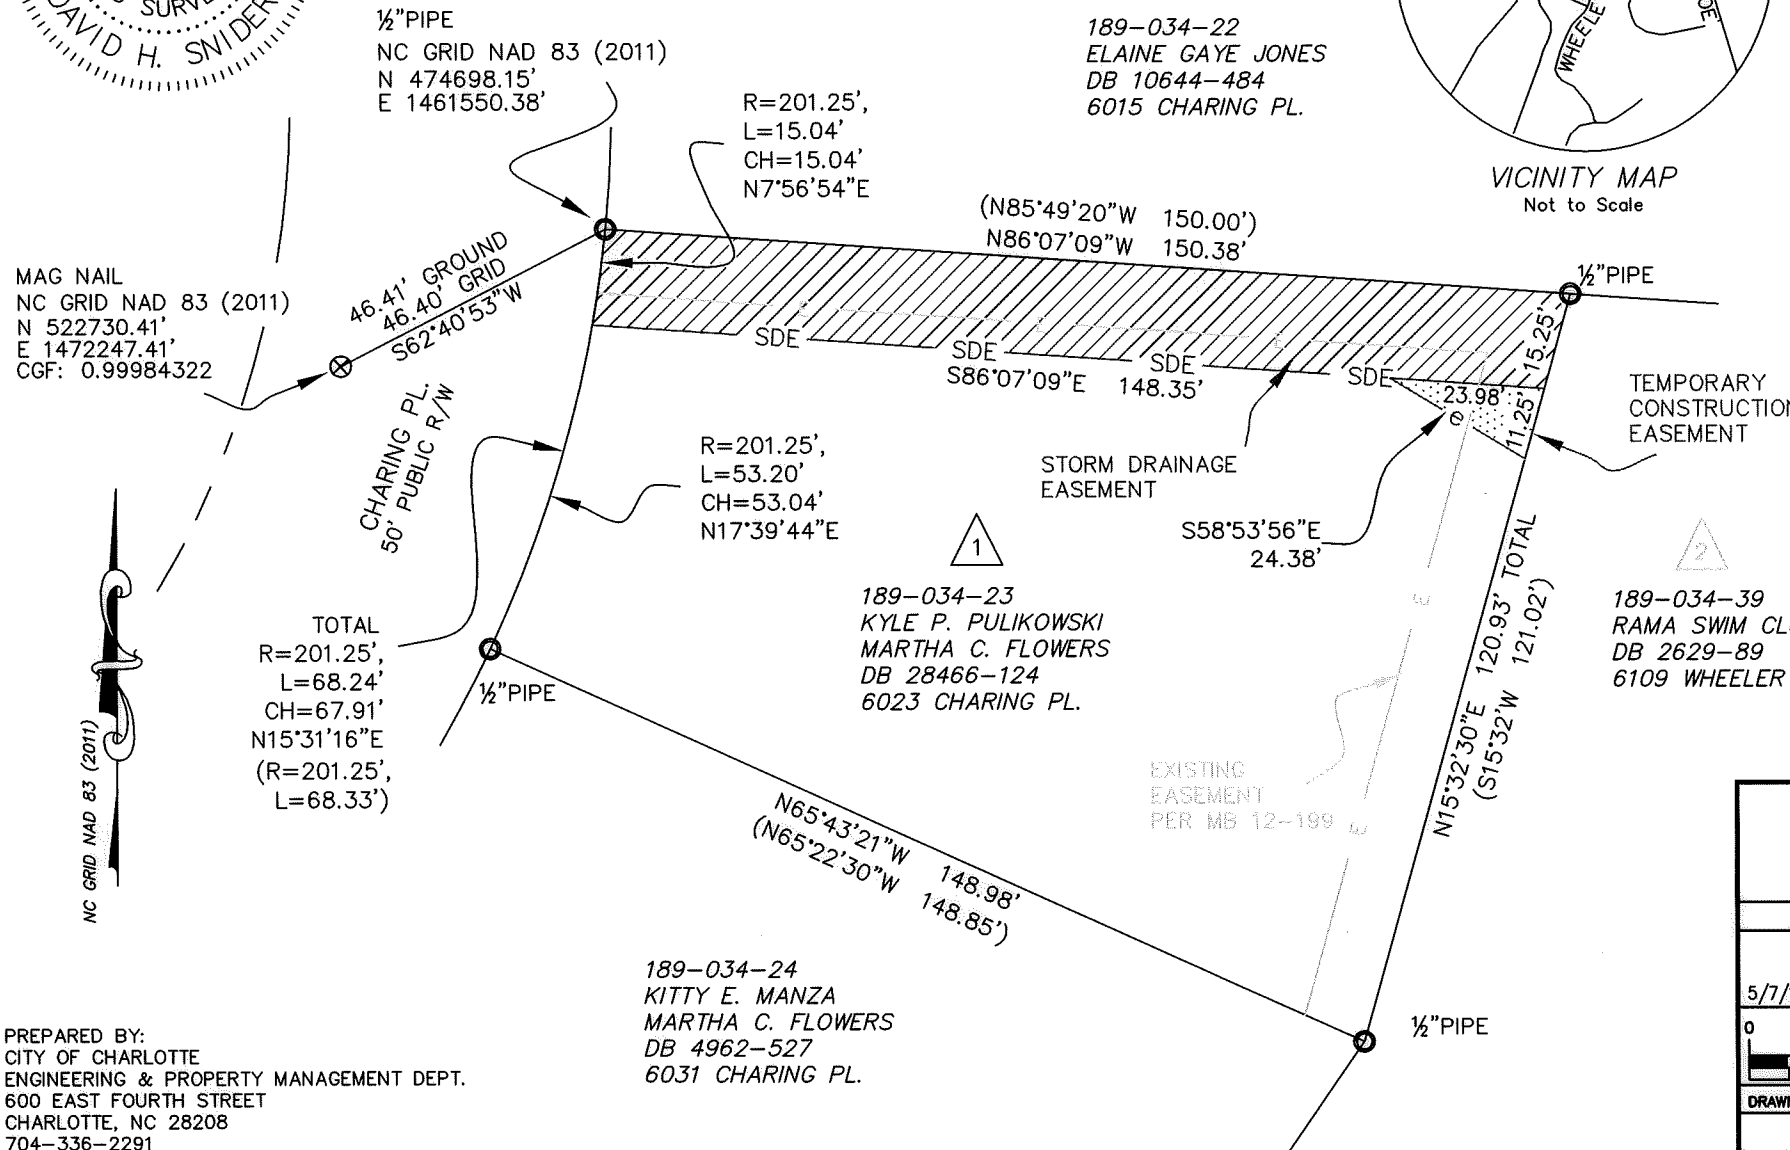 SURVE
DAVID H. SNIDER
½"PIPE
NC GRID NAD 83 (2011)
N 474698.15'
E 1461550.38'
R=201.25',
L=15.04'
CH=15.04'
N7°56'54"E
189-034-22
ELAINE GAYE JONES
DB 10644-484
6015 CHARING PL.
WHEELE
OE
VICINITY MAP
Not to Scale
(N85°49'20"W 150.00')
N86°07'09"W 150.38'
½"PIPE
MAG NAIL
NC GRID NAD 83 (2011)
N 522730.41'
E 1472247.41'
CGF: 0.99984322
46.41' GROUND
46.40' GRID
S62°40'53"W
E
E
E
SDE
SDE
SDE
SDE
S86°07'09"E 148.35'
15.25'
23.98'
11.25'
TEMPORARY
CONSTRUCTION
EASEMENT
CHARING PL.
50' PUBLIC R/W
R=201.25',
L=53.20'
CH=53.04'
N17°39'44"E
STORM DRAINAGE
EASEMENT
S58°53'56"E
24.38'
1
189-034-23
KYLE P. PULIKOWSKI
MARTHA C. FLOWERS
DB 28466-124
6023 CHARING PL.
2
189-034-39
RAMA SWIM CL
DB 2629-89
6109 WHEELER
TOTAL
R=201.25',
L=68.24'
CH=67.91'
N15°31'16"E
(R=201.25',
L=68.33')
½"PIPE
E
N15°32'30"E 120.93' TOTAL
(S15°32'W 121.02')
EXISTING
EASEMENT
PER MB 12-199
E
NC GRID NAD 83 (2011)
N65°43'21"W 148.98'
(N65°22'30"W 148.85')
189-034-24
KITTY E. MANZA
MARTHA C. FLOWERS
DB 4962-527
6031 CHARING PL.
½"PIPE
PREPARED BY:
CITY OF CHARLOTTE
ENGINEERING & PROPERTY MANAGEMENT DEPT.
600 EAST FOURTH STREET
CHARLOTTE, NC 28208
704-336-2291
5/7/
0
DRAW